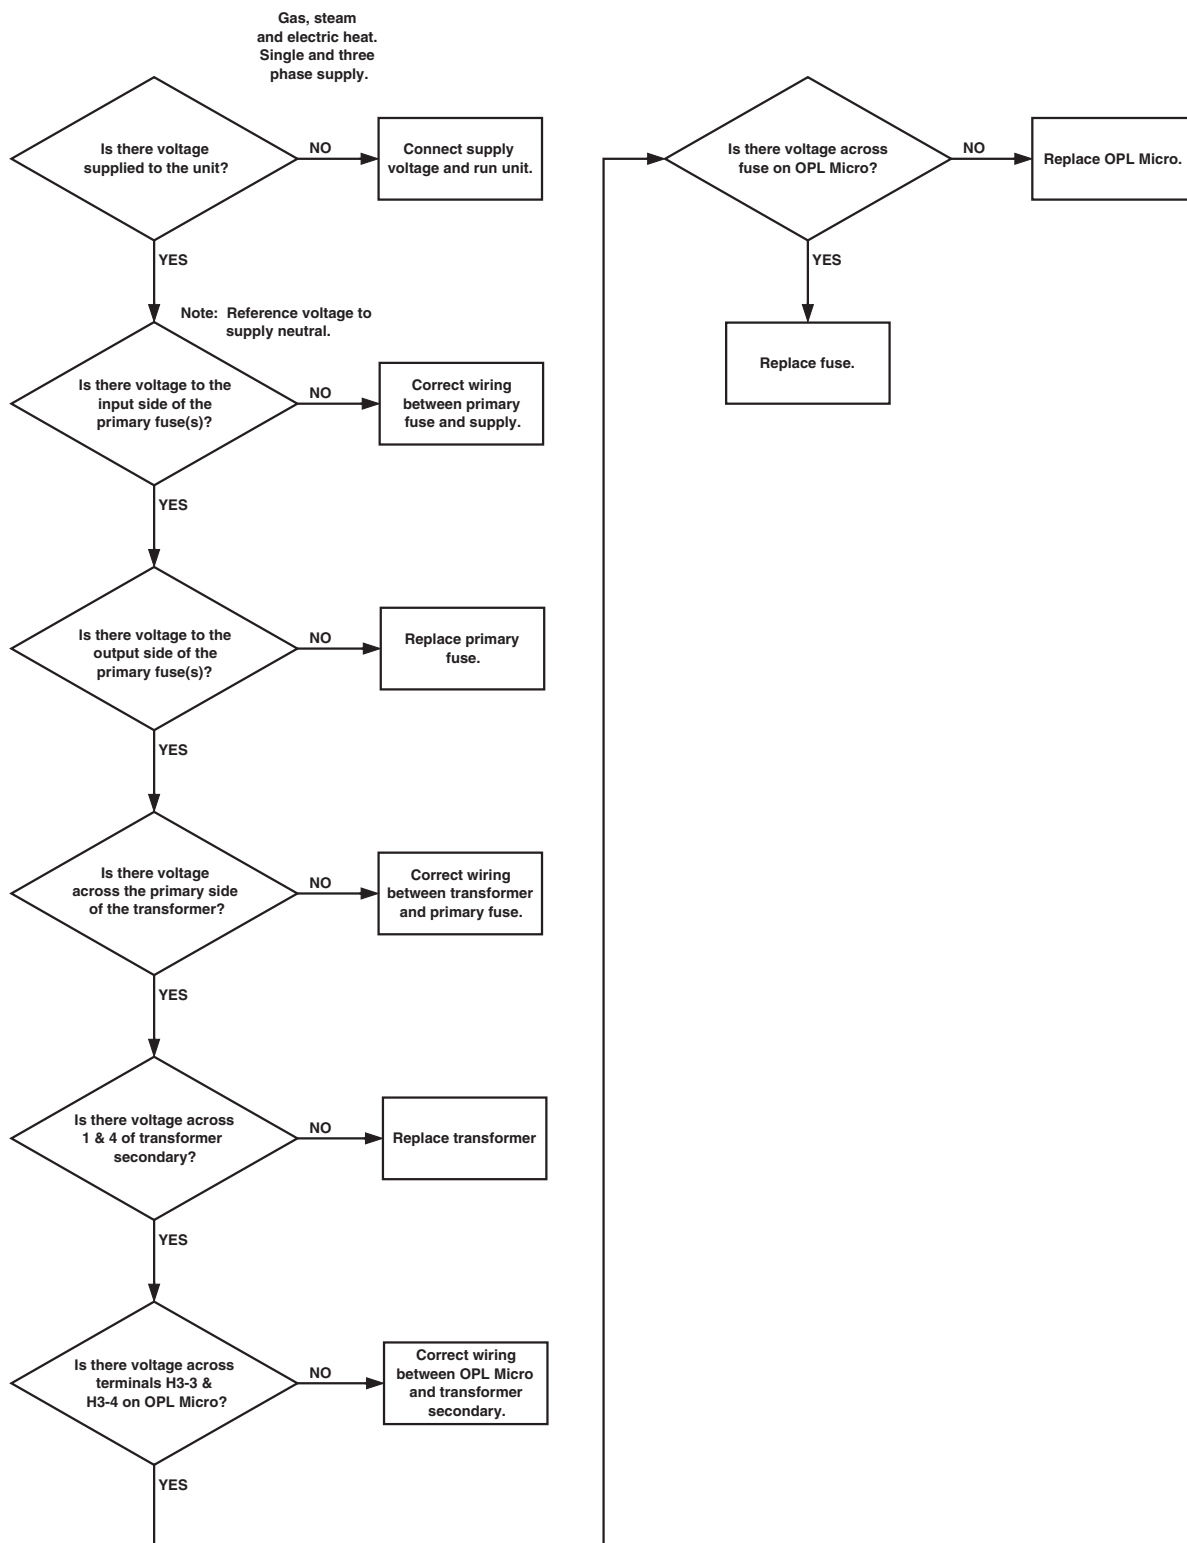 Gas, steam
and electric heat.
Single and three
phase supply.
Is there voltage
supplied to the unit?
NO
Connect supply
voltage and run unit.
YES
Note: Reference voltage to
supply neutral.
Is there voltage to the
input side of the
primary fuse(s)?
NO
Correct wiring
between primary
fuse and supply.
YES
Is there voltage to the
output side of the
primary fuse(s)?
NO
Replace primary
fuse.
YES
Is there voltage
across the primary side
of the transformer?
NO
Correct wiring
between transformer
and primary fuse.
YES
Is there voltage across
1 & 4 of transformer
secondary?
NO
Replace transformer
YES
Is there voltage across
terminals H3-3 &
H3-4 on OPL Micro?
NO
Correct wiring
between OPL Micro
and transformer
secondary.
YES
Is there voltage across
fuse on OPL Micro?
NO
Replace OPL Micro.
YES
Replace fuse.